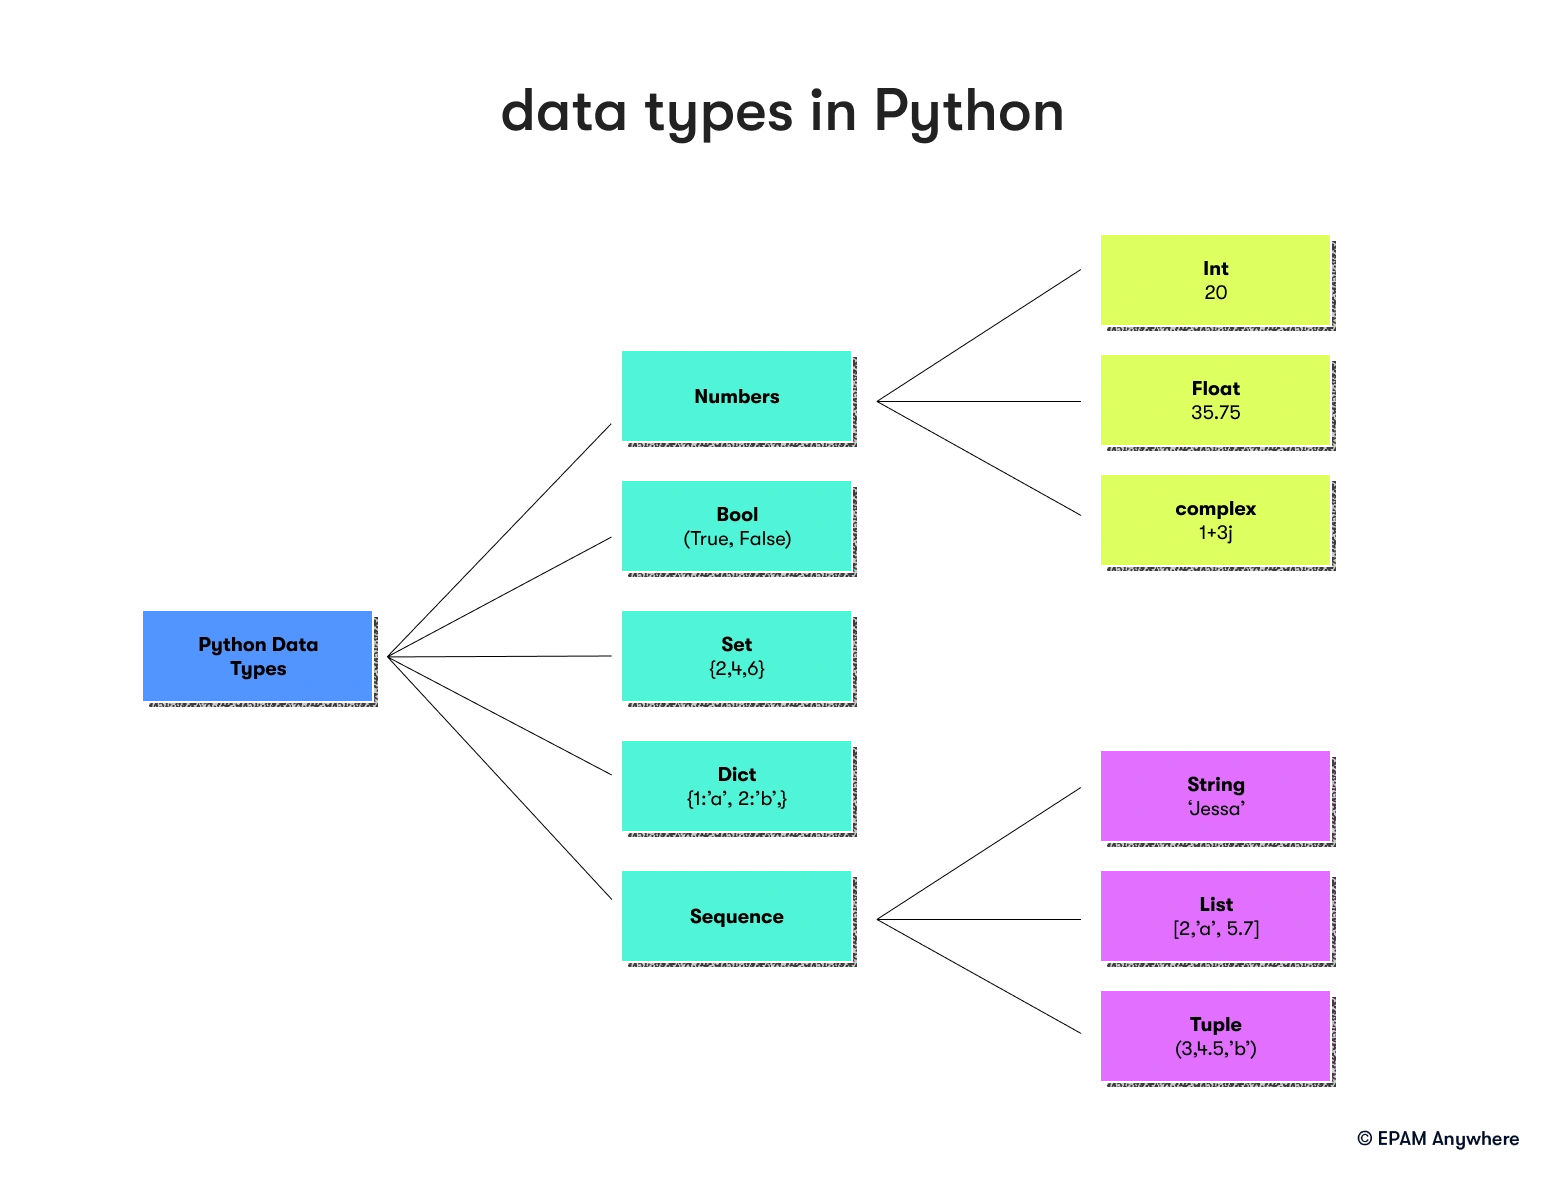 data types in Python
Python Data
Types
Numbers
Bool
(True, False)
Set
{2,4,6}
Dict
{1:’a’, 2:’b’,}
Sequence
Int
20
Float
35.75
complex
1+3j
String
‘Jessa’
List
[2,’a’, 5.7]
Tuple
(3,4.5,’b’)
© EPAM Anywhere